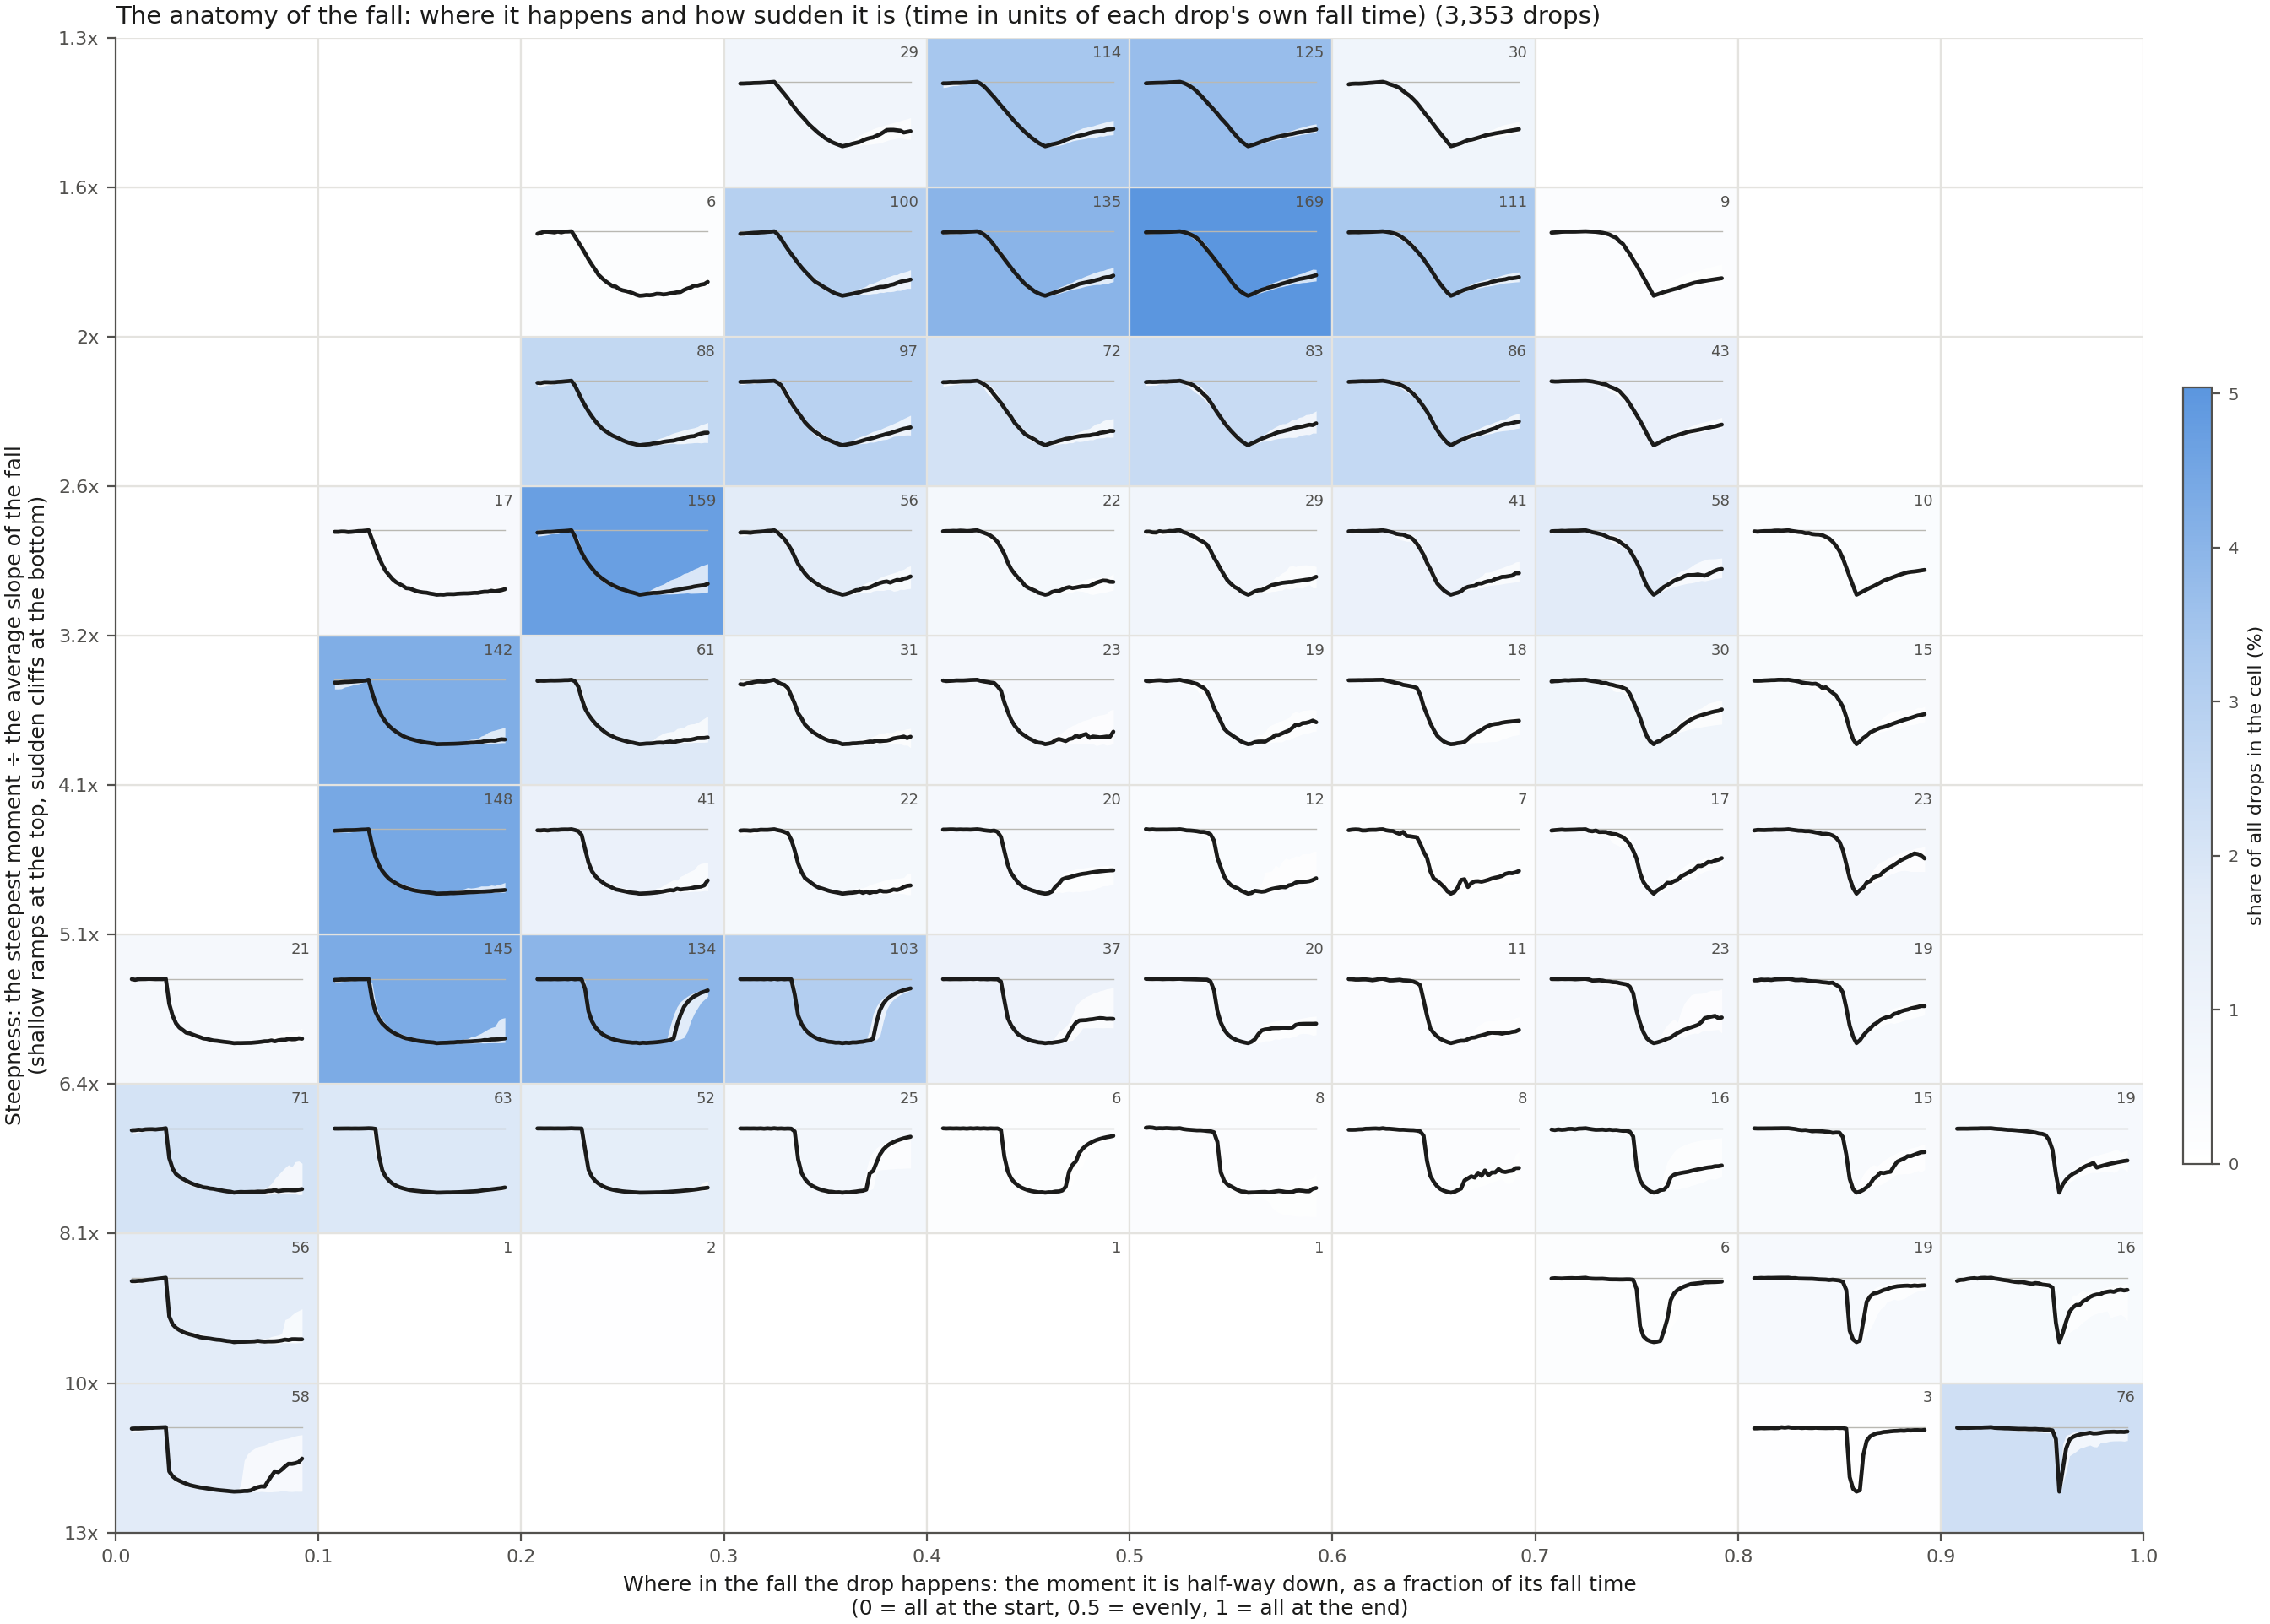 The anatomy of the fall: where it happens and how sudden it is (time in units of each drop's own fall time) (3,353 drops)
1.3x
29 114 125 30
1.6x
6 100 135 169 111 9
2x
88 97 72 83 86 43
2.6x
17 159 56 22 29 41 58 10
3.2x
142 61 31 23 19 18 30 15
4.1x
148 41 22 20 12 7 17 23
5.1x
21 145 134 103 37 20 11 23 19
6.4x
71 63 52 25 6 8 8 16 15 19
8.1x
56 1 2 1 1 6 19 16
10x
58 3 76
13x
0.0 0.1 0.2 0.3 0.4 0.5 0.6 0.7 0.8 0.9 1.0
Where in the fall the drop happens: the moment it is half-way down, as a fraction of its fall time
(0 = all at the start, 0.5 = evenly, 1 = all at the end)
Steepness: the steepest moment ÷ the average slope of the fall
(shallow ramps at the top, sudden cliffs at the bottom)
5
4
3
2
1
0
share of all drops in the cell (%)